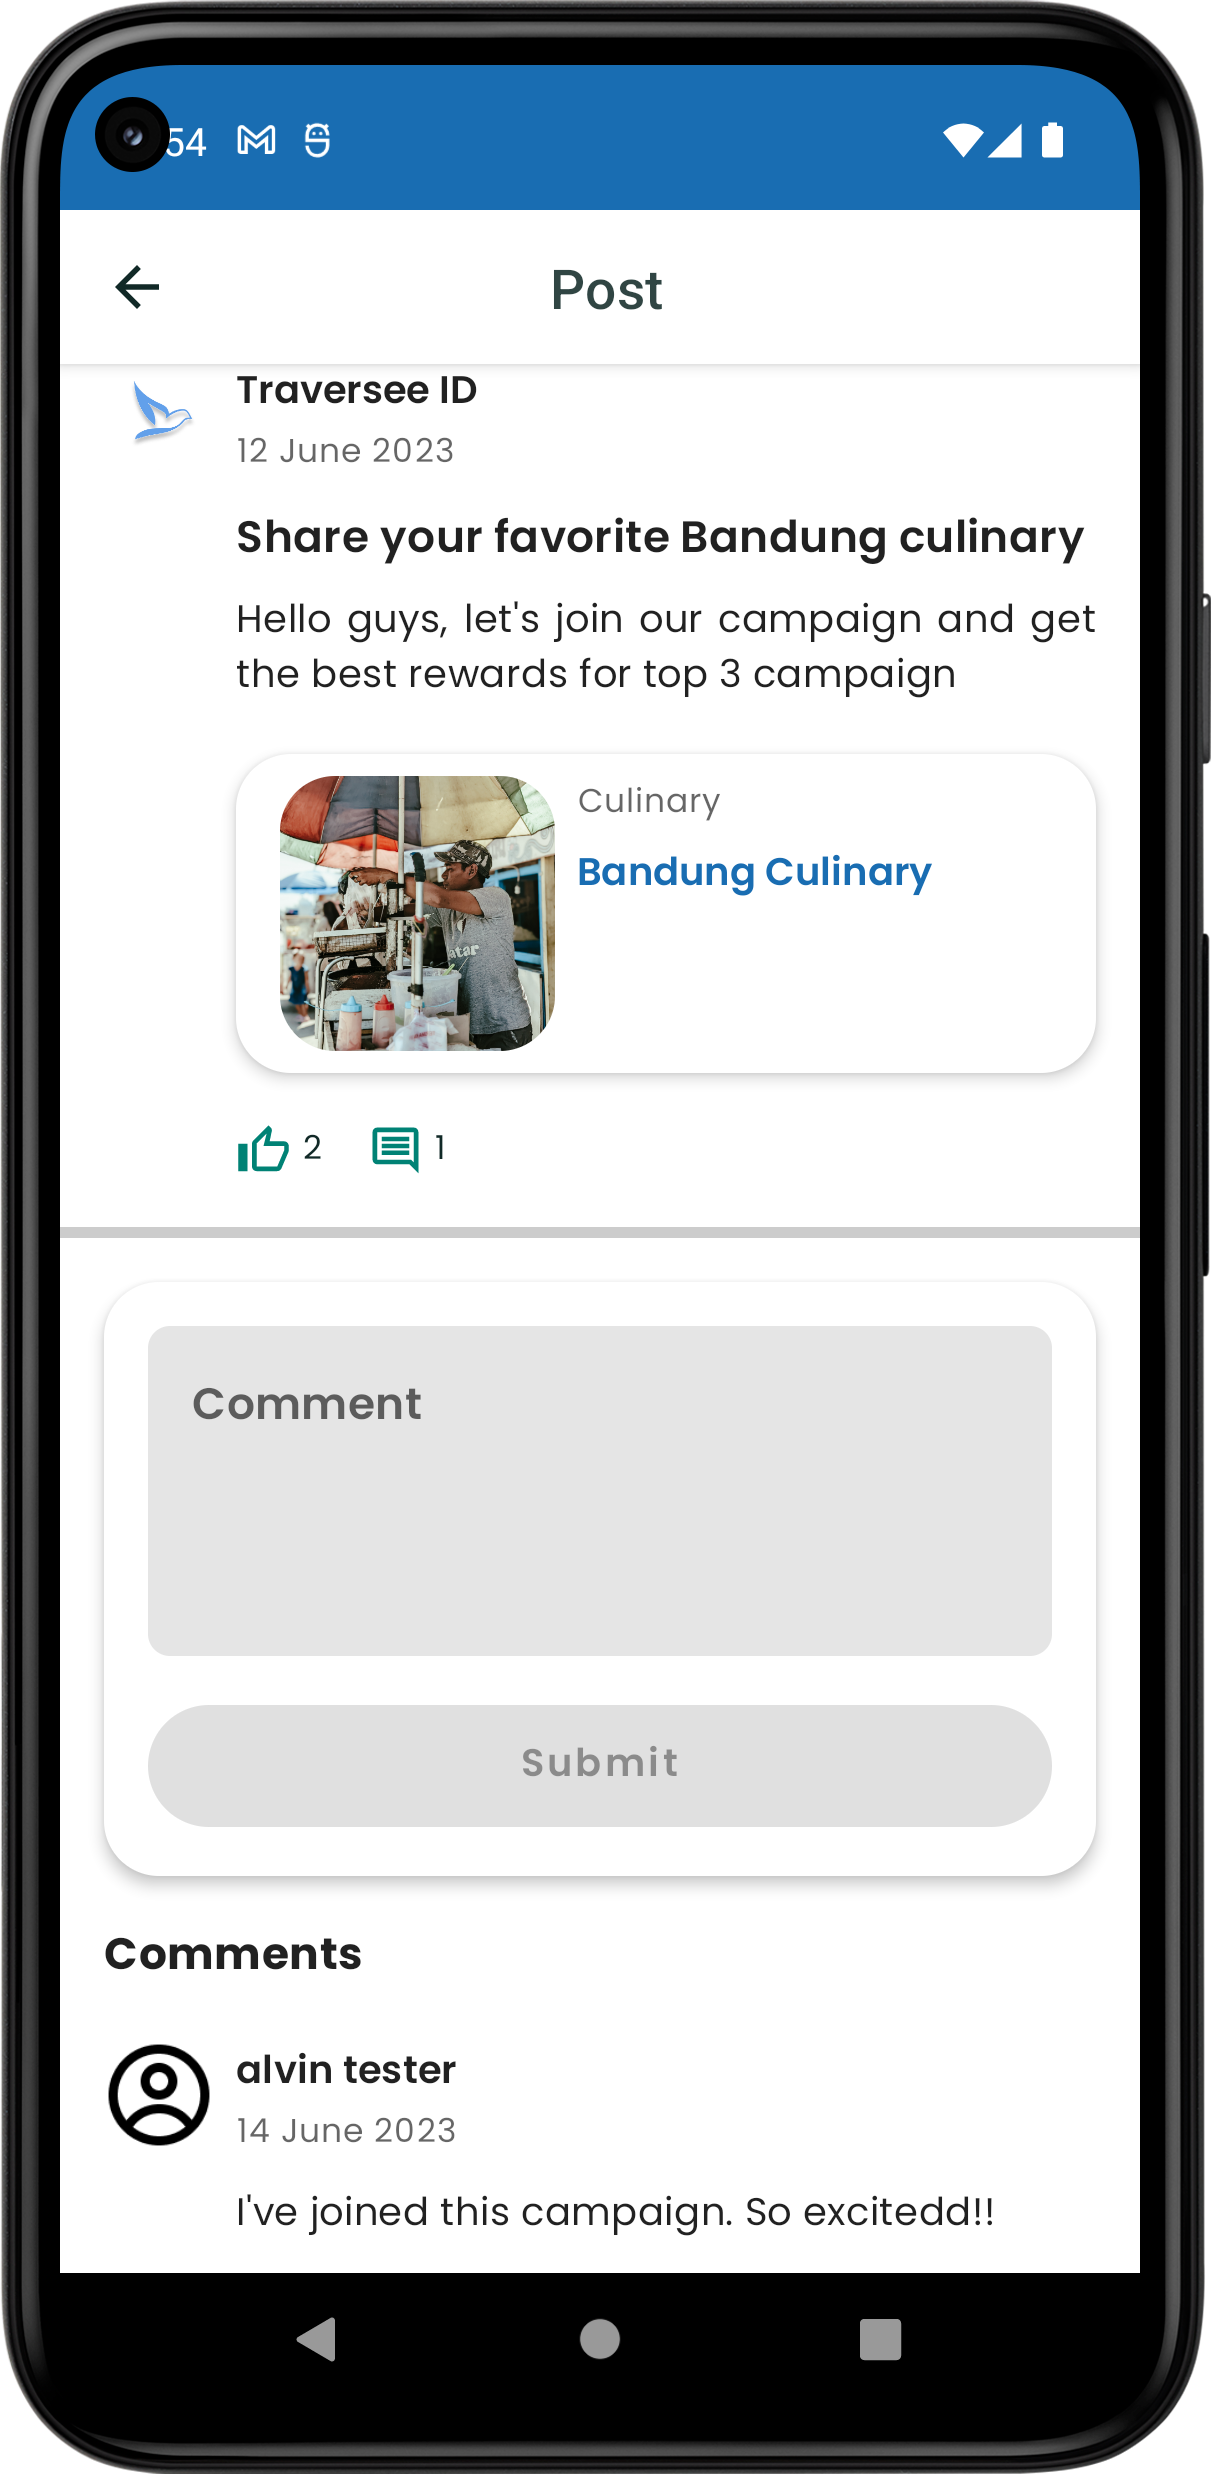 54
Post
Traversee ID
12 June 2023
Share your favorite Bandung culinary
Hello guys, let's join our campaign and get
the best rewards for top 3 campaign
Culinary
Bandung Culinary
atar
2 1
Comment
Submit
Comments
alvin tester
14 June 2023
I've joined this campaign. So excitedd!!